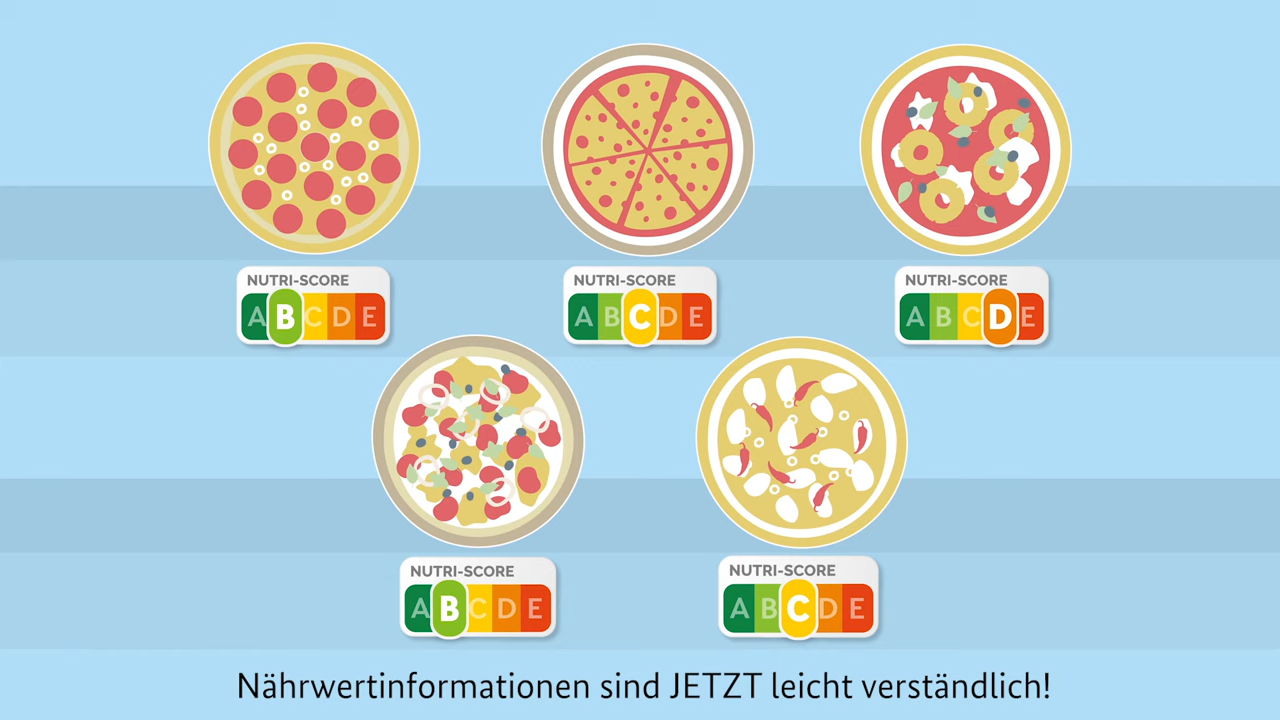 NUTRI-SCORE
A B C D E
NUTRI-SCORE
A B C D E
NUTRI-SCORE
A B C D E
NUTRI-SCORE
A B C D E
NUTRI-SCORE
A B C D E
Nährwertinformationen sind JETZT leicht verständlich!